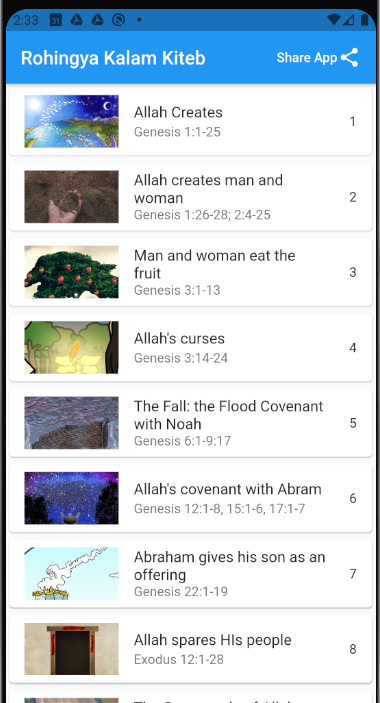 2:33
31
Rohingya Kalam Kiteb
Share App
Allah Creates
Genesis 1:1-25
1
Allah creates man and
woman
Genesis 1:26-28; 2:4-25
2
Man and woman eat the
fruit
Genesis 3:1-13
3
Allah's curses
Genesis 3:14-24
4
The Fall: the Flood Covenant
with Noah
Genesis 6:1-9:17
5
Allah's covenant with Abram
Genesis 12:1-8, 15:1-6, 17:1-7
6
Abraham gives his son as an
offering
Genesis 22:1-19
7
Allah spares HIs people
Exodus 12:1-28
8